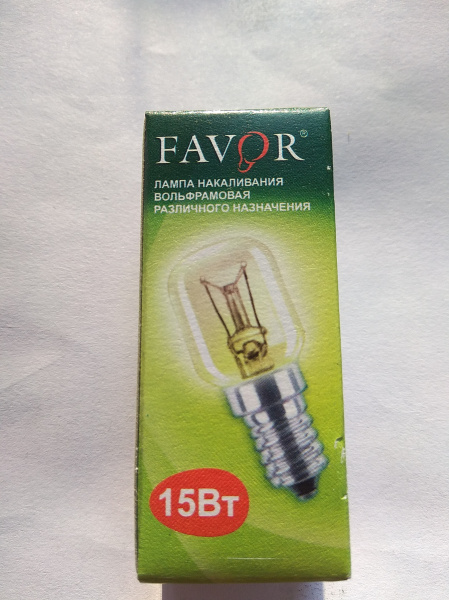 FAVOR®
ЛАМПА НАКАЛИВАНИЯ
ВОЛЬФРАМОВАЯ
РАЗЛИЧНОГО НАЗНАЧЕНИЯ
15Вт